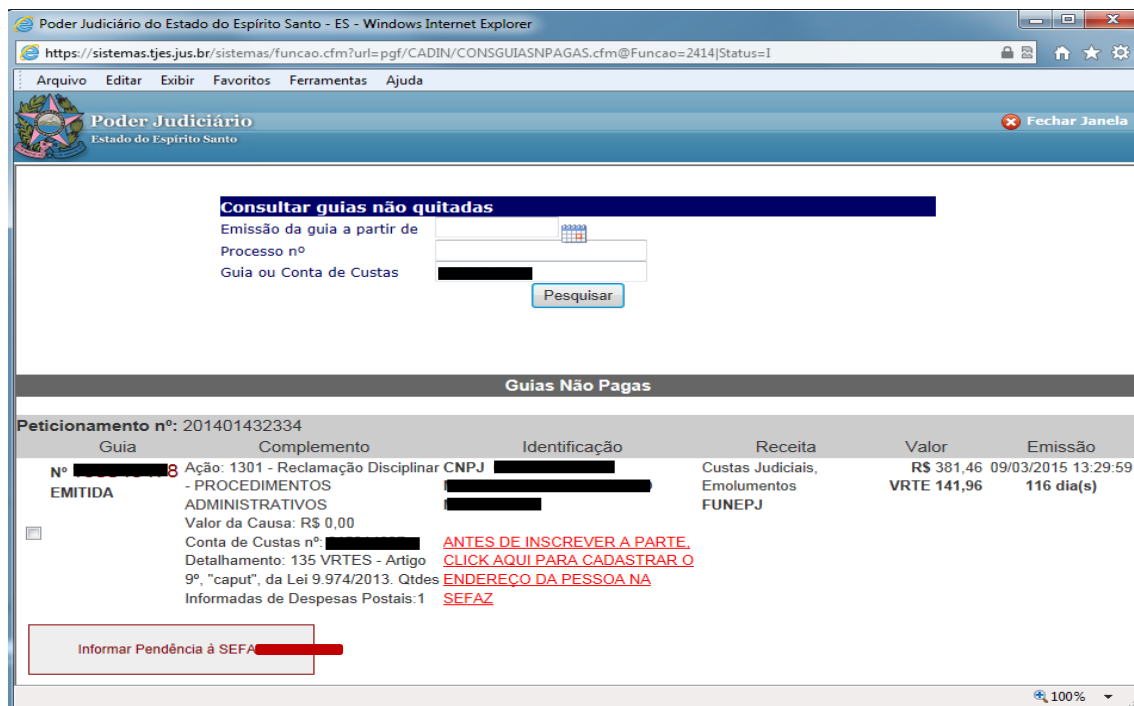 Poder Judiciário do Estado do Espírito Santo - ES - Windows Internet Explorer
https://sistemas.tjes.jus.br/sistemas/funcao.cfm?url=pgf/CADIN/CONSGUIASNPAGAS.cfm@Funcao=2414|Status=I
Arquivo Editar Exibir Favoritos Ferramentas Ajuda
Poder Judiciário
Estado do Espírito Santo
Fechar Janela
Consultar guias não quitadas
Emissão da guia a partir de
Processo nº
Guia ou Conta de Custas
Pesquisar
Guias Não Pagas
Peticionamento nº: 201401432334
Guia Complemento Identificação Receita Valor Emissão
Nº 8 Ação: 1301 - Reclamação Disciplinar CNPJ Custas Judiciais, R$ 381,46 09/03/2015 13:29:59
EMITIDA - PROCEDIMENTOS Emolumentos VRTE 141,96 116 dia(s)
ADMINISTRATIVOS FUNEPJ
Valor da Causa: R$ 0,00
Conta de Custas nº: ANTES DE INSCREVER A PARTE,
Detalhamento: 135 VRTES - Artigo CLICK AQUI PARA CADASTRAR O
9º, "caput", da Lei 9.974/2013. Qtdes ENDEREÇO DA PESSOA NA
Informadas de Despesas Postais:1 SEFAZ
Informar Pendência à SEFA
100%